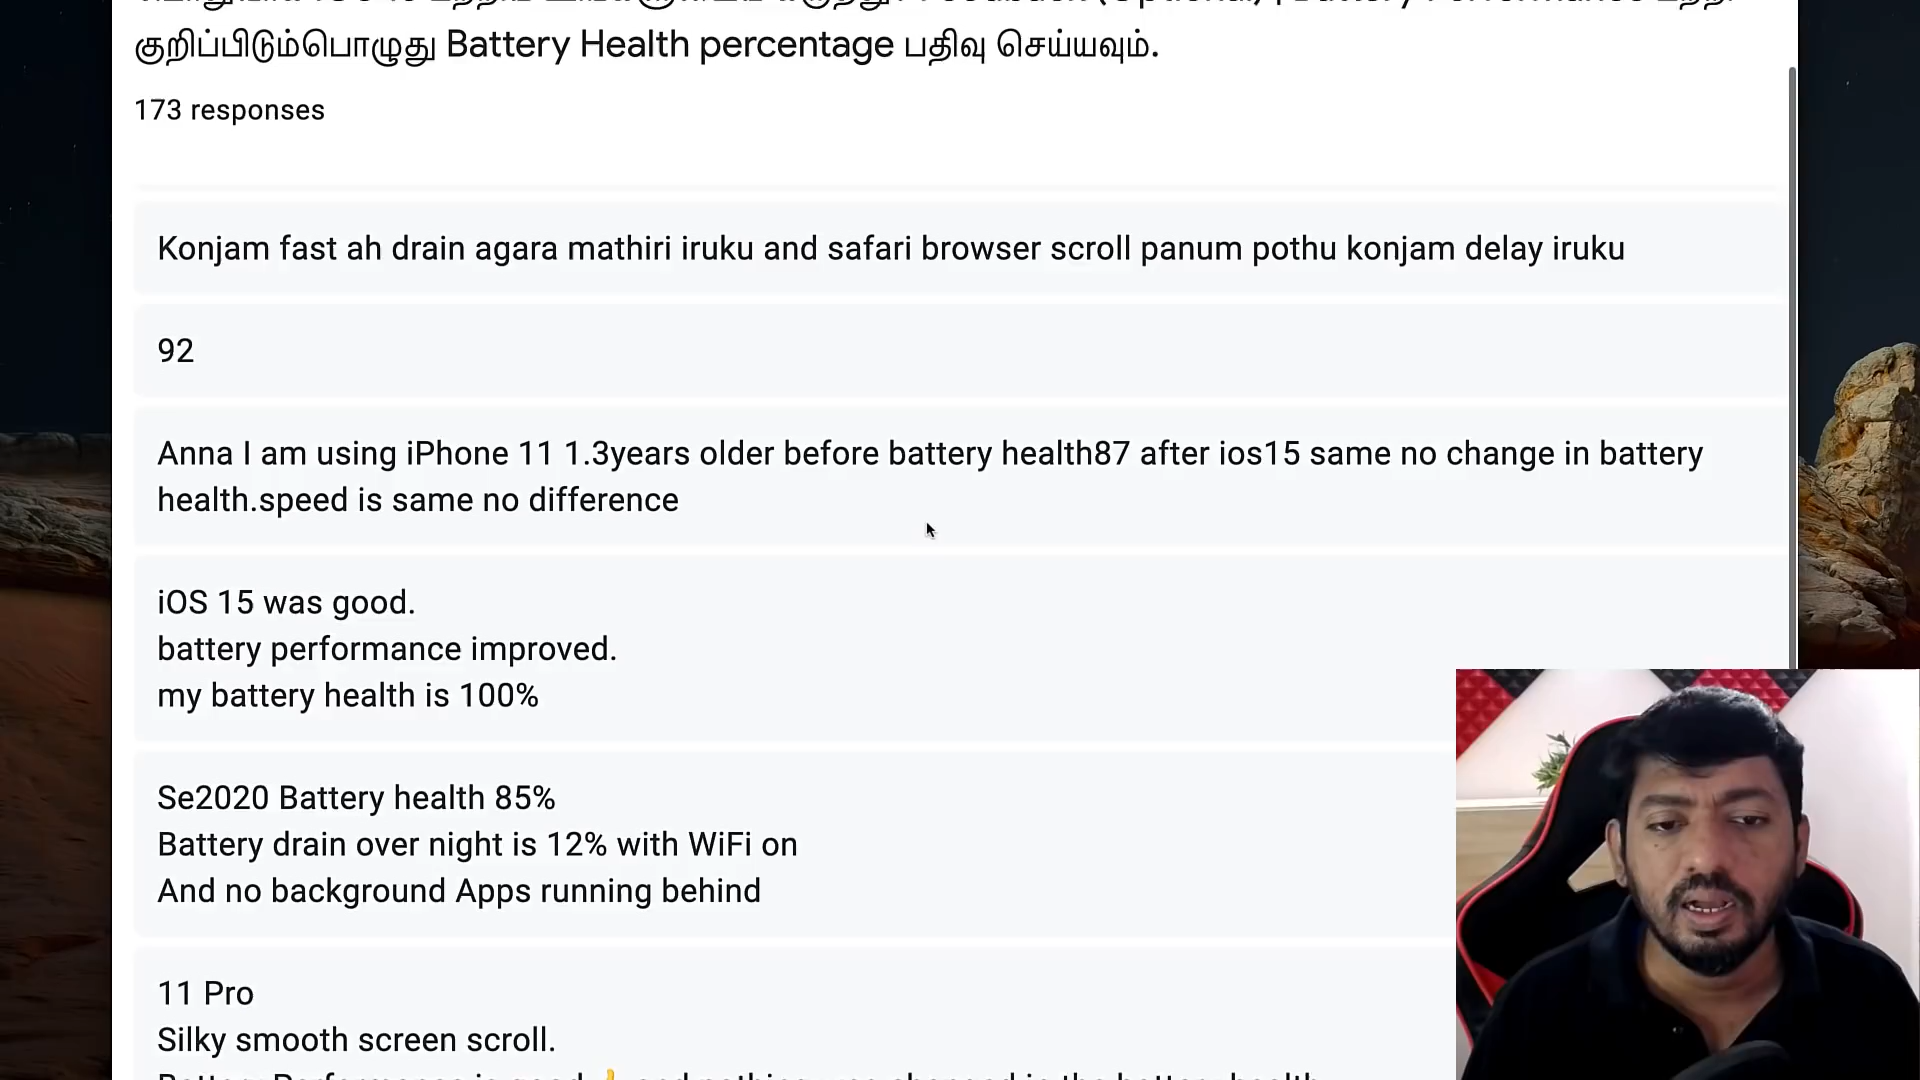 குறிப்பிடும்பொழுது Battery Health percentage பதிவு செய்யவும்.
173 responses
Konjam fast ah drain agara mathiri iruku and safari browser scroll panum pothu konjam delay iruku
92
Anna I am using iPhone 11 1.3years older before battery health87 after ios15 same no change in battery
health.speed is same no difference
iOS 15 was good.
battery performance improved.
my battery health is 100%
Se2020 Battery health 85%
Battery drain over night is 12% with WiFi on
And no background Apps running behind
11 Pro
Silky smooth screen scroll.